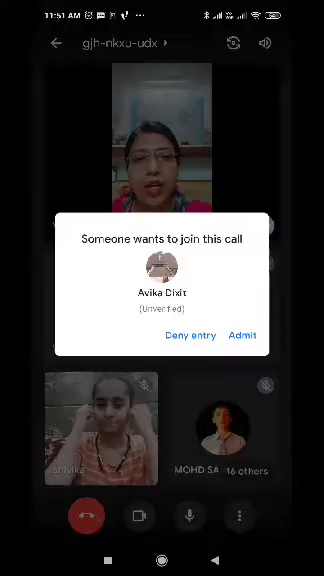 11:51 AM
gjh-nkxu-udx
Someone wants to join this call
Avika Dixit
(Unverified)
Deny entry
Admit
Shivika
MOHD SA
16 others